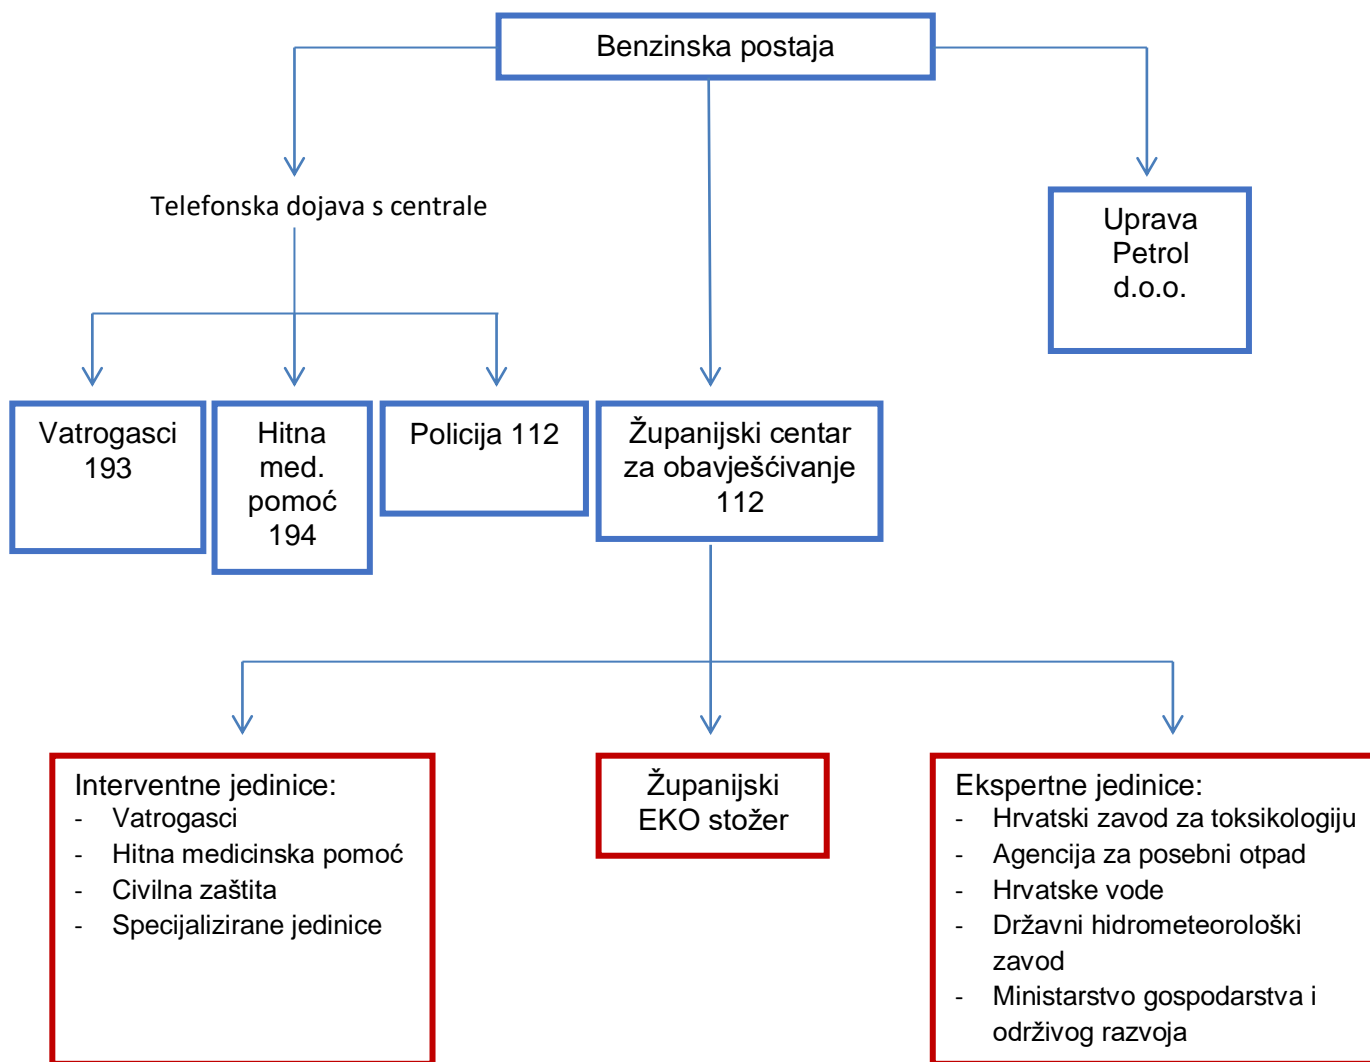 Benzinska postaja
Telefonska dojava s centrale
Uprava
Petrol
d.o.o.
Vatrogasci
193
Hitna
med.
pomoć
194
Policija 112
Županijski centar
za obavješćivanje
112
Interventne jedinice:
- Vatrogasci
- Hitna medicinska pomoć
- Civilna zaštita
- Specijalizirane jedinice
Županijski
EKO stožer
Ekspertne jedinice:
- Hrvatski zavod za toksikologiju
- Agencija za posebni otpad
- Hrvatske vode
- Državni hidrometeorološki
zavod
- Ministarstvo gospodarstva i
održivog razvoja